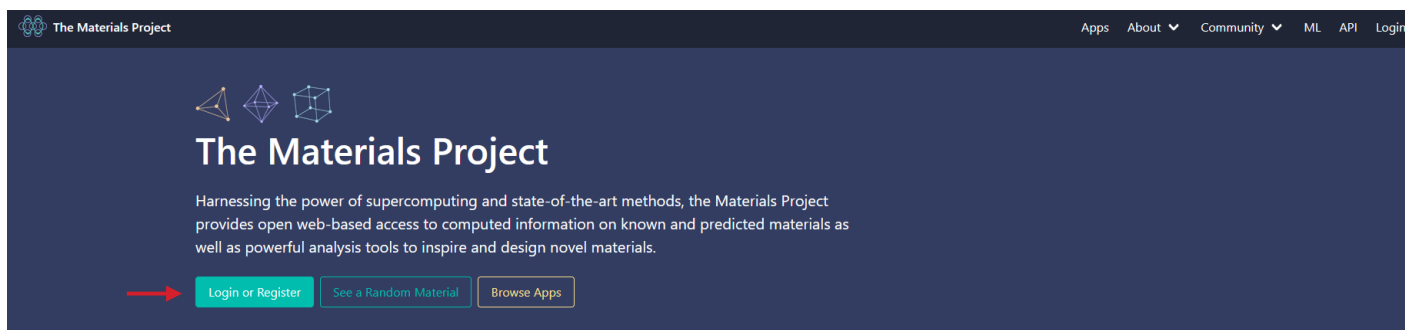 The Materials Project
Apps About Community ML API Login
The Materials Project
Harnessing the power of supercomputing and state-of-the-art methods, the Materials Project
provides open web-based access to computed information on known and predicted materials as
well as powerful analysis tools to inspire and design novel materials.
Login or Register See a Random Material Browse Apps